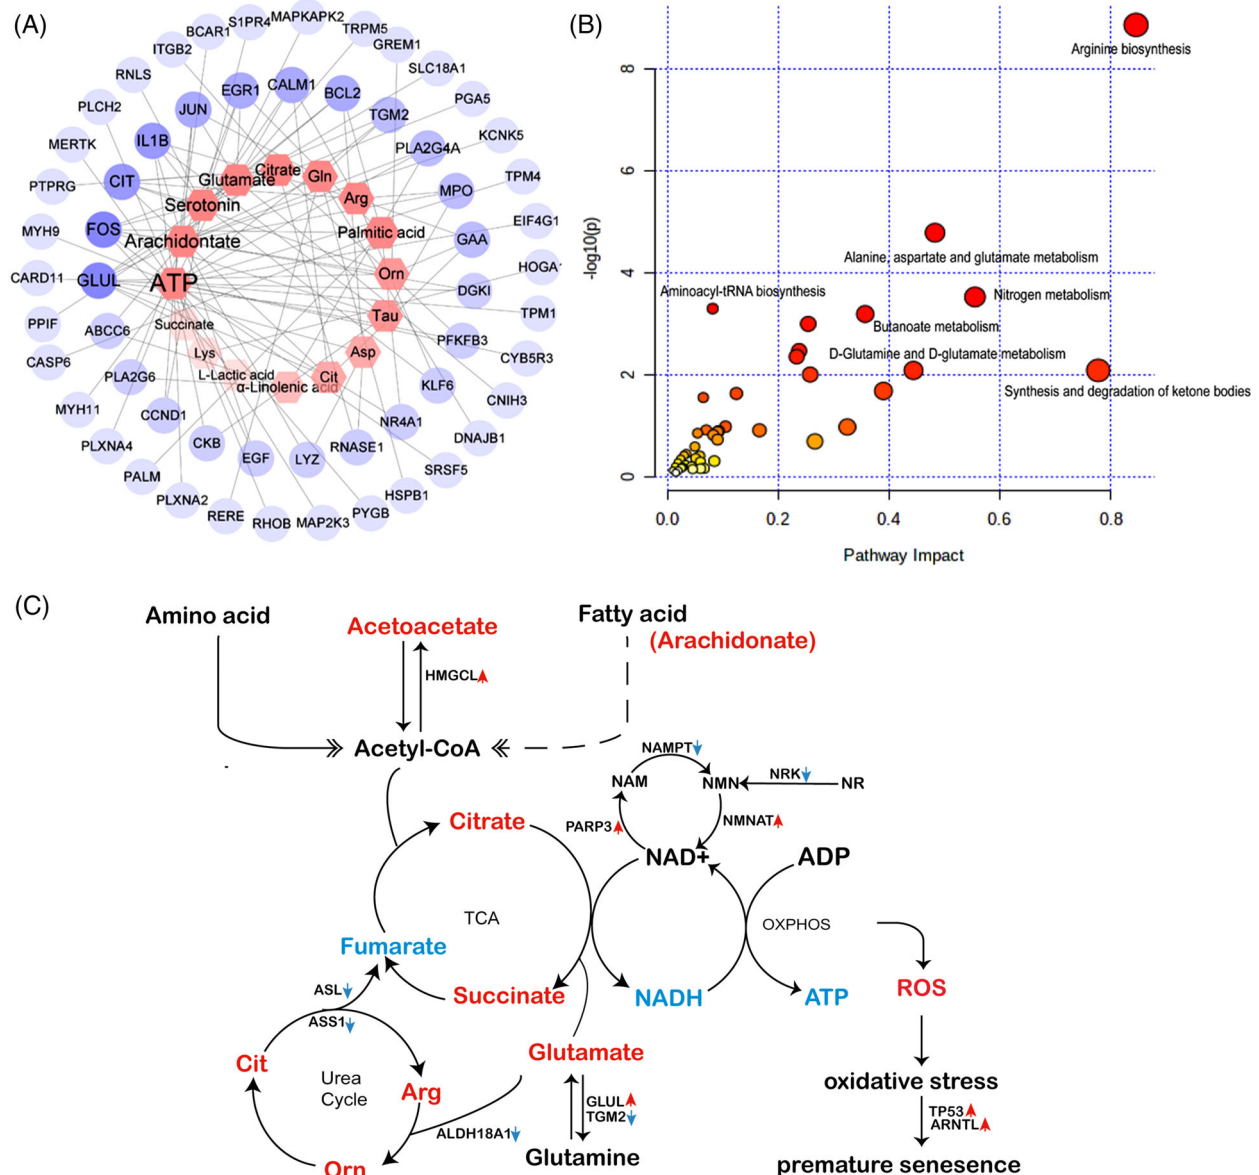 (A)
S1PR4
MAPKAPK2
BCAR1
TRPM5
ITGB2
GREM1
RNLS
SLC18A1
EGR1
CALM1
BCL2
PLCH2
JUN
TGM2
PGA5
MERTK
IL1B
PLA2G4A
KCNK5
Citrate
Gln
PTPRG
CIT
Glutamate
MPO
TPM4
Serotonin
Arg
MYH9
FOS
Arachidontate
Palmitic acid
GAA
EIF4G1
CARD11
GLUL
ATP
Orn
DGKI
HOGA1
PPIF
ABCC6
Succinate
Tau
TPM1
CASP6
PLA2G6
Lys
Asp
PFKFB3
CYB5R3
L-Lactic acid
α-Linolenic acid
Cit
KLF6
MYH11
CCND1
NR4A1
CNIH3
PLXNA4
CKB
EGF
LYZ
RNASE1
DNAJB1
PALM
SRSF5
PLXNA2
HSPB1
RERE
RHOB
MAP2K3
PYGB
(B)
-log10(p)
8
6
4
2
0
Arginine biosynthesis
Alanine, aspartate and glutamate metabolism
Aminoacyl-tRNA biosynthesis
Nitrogen metabolism
Butanoate metabolism
D-Glutamine and D-glutamate metabolism
Synthesis and degradation of ketone bodies
0.0
0.2
0.4
0.6
0.8
Pathway Impact
(C)
Amino acid
Acetoacetate
Fatty acid
(Arachidonate)
HMGCL
Acetyl-CoA
NAMPT
NAM
NMN
NRK
NR
Citrate
PARP3
NMNAT
NAD+
ADP
TCA
OXPHOS
Fumarate
ASL
Succinate
NADH
ATP
ROS
ASS1
Cit
Glutamate
Urea
Cycle
Arg
oxidative stress
GLUL
TGM2
TP53
ARNTL
ALDH18A1
Glutamine
Orn
premature senesence